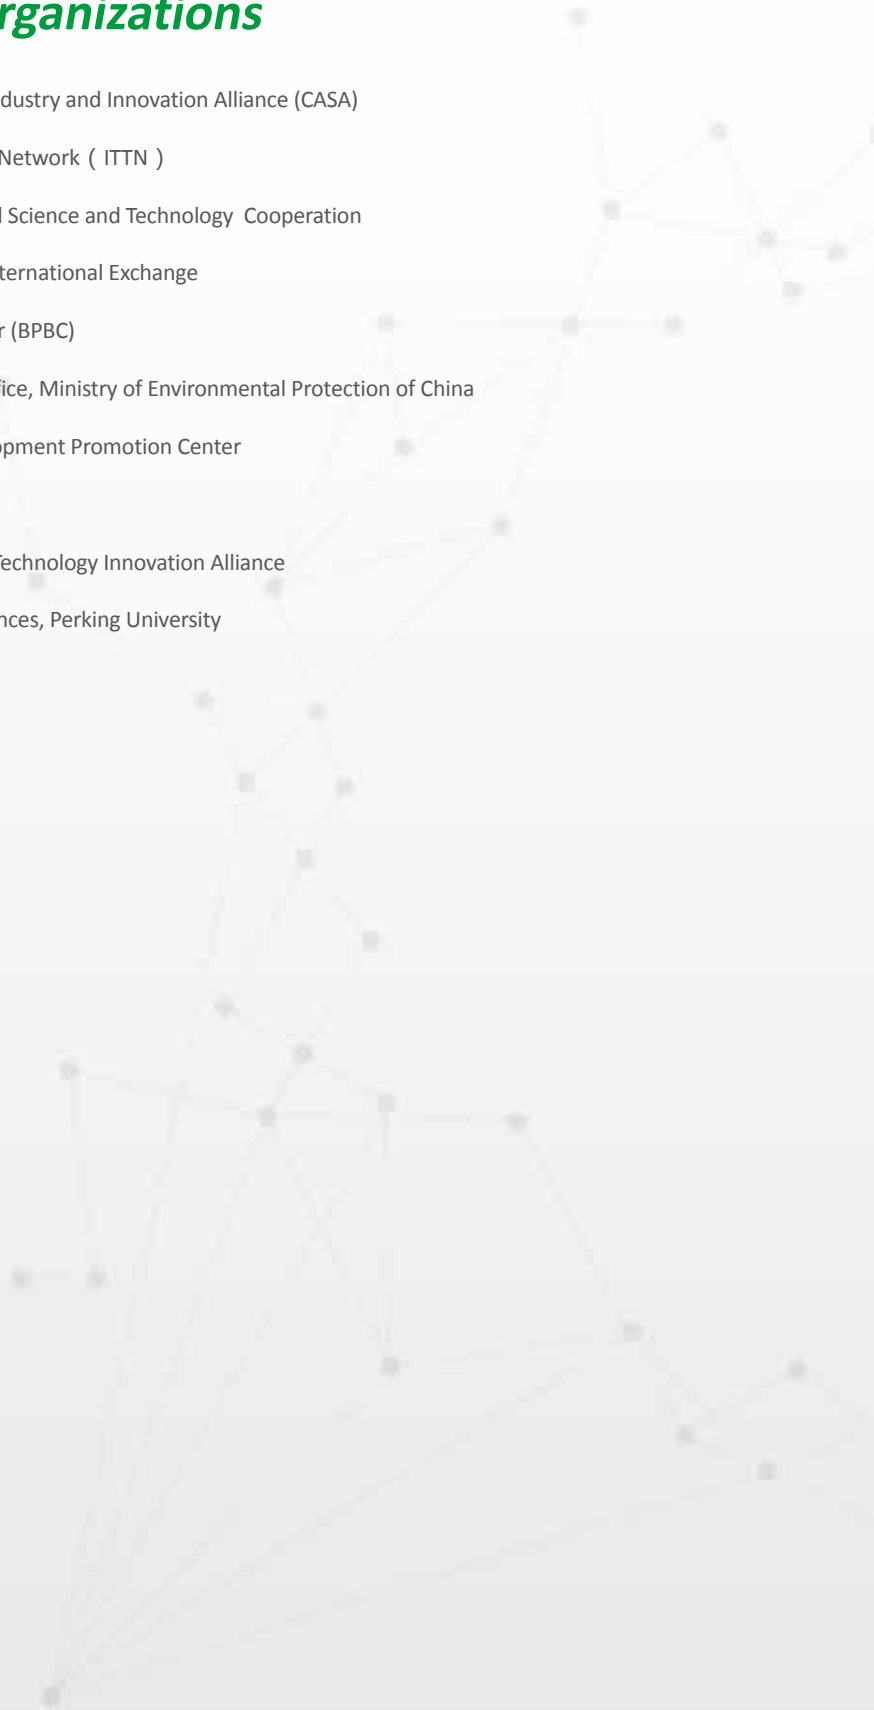 rganizations
dustry and Innovation Alliance (CASA)
Network ( ITTN )
l Science and Technology  Cooperation
ternational Exchange
r (BPBC)
fice, Ministry of Environmental Protection of China
opment Promotion Center
Technology Innovation Alliance
nces, Perking University